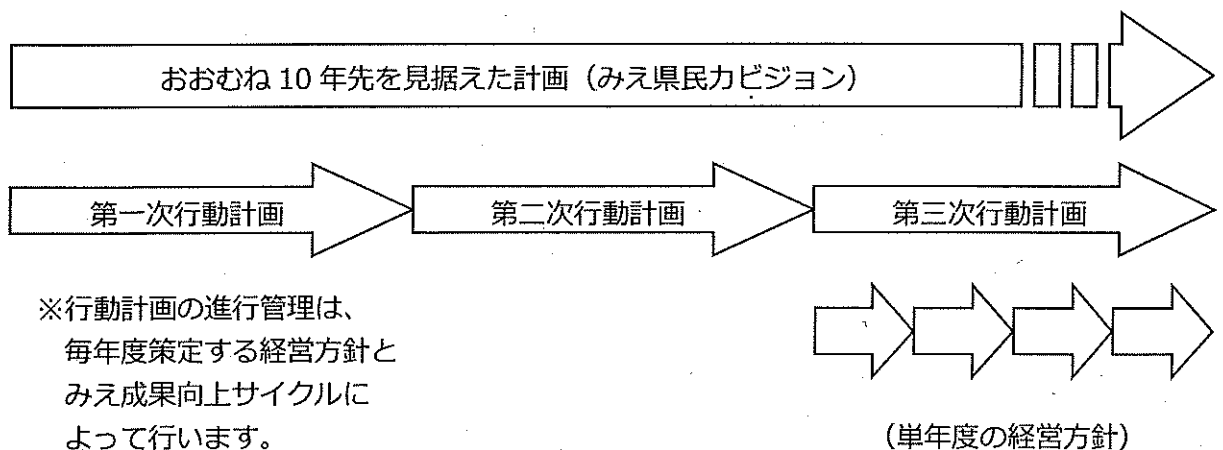 おおむね 10 年先を見据えた計画（みえ県民力ビジョン）
第一次行動計画
第二次行動計画
第三次行動計画
※行動計画の進行管理は、
毎年度策定する経営方針と
みえ成果向上サイクルに
よって行います。
（単年度の経営方針）